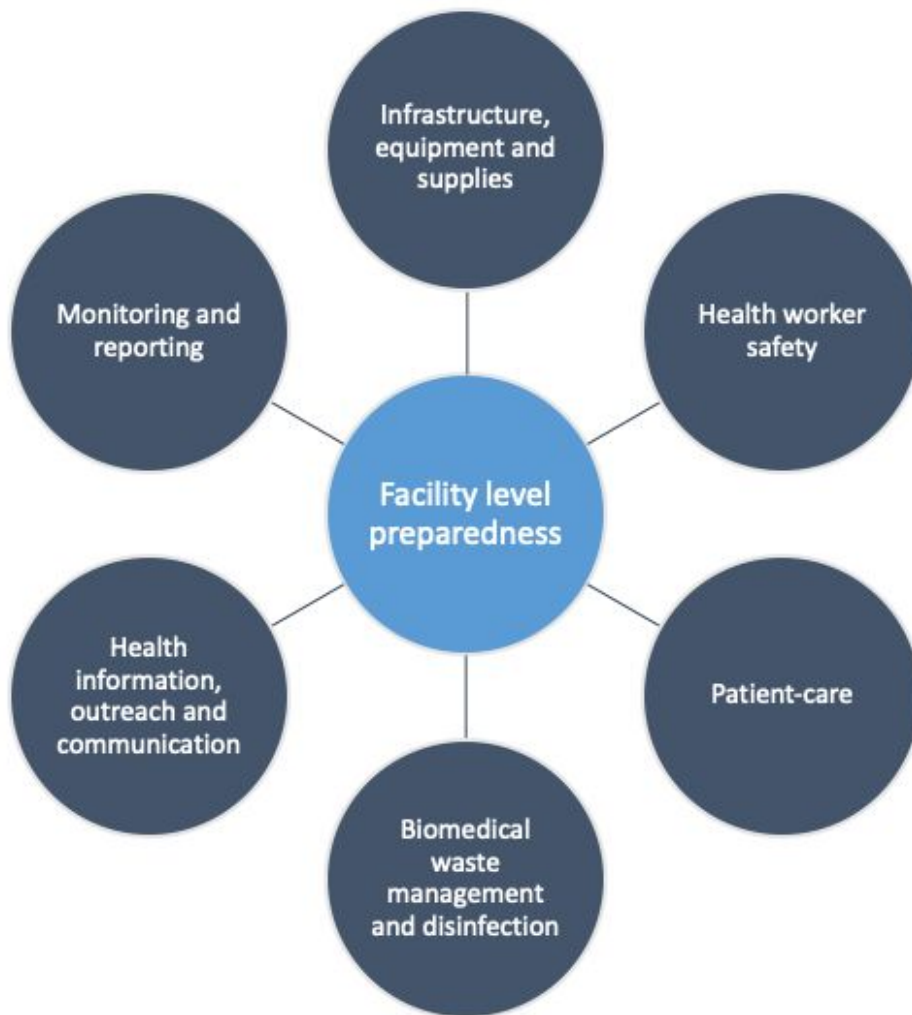 Infrastructure,
equipment and
supplies
Health worker
safety
Patient-care
Biomedical
waste
management
and disinfection
Health
information,
outreach and
communication
Monitoring and
reporting
Facility level
preparedness